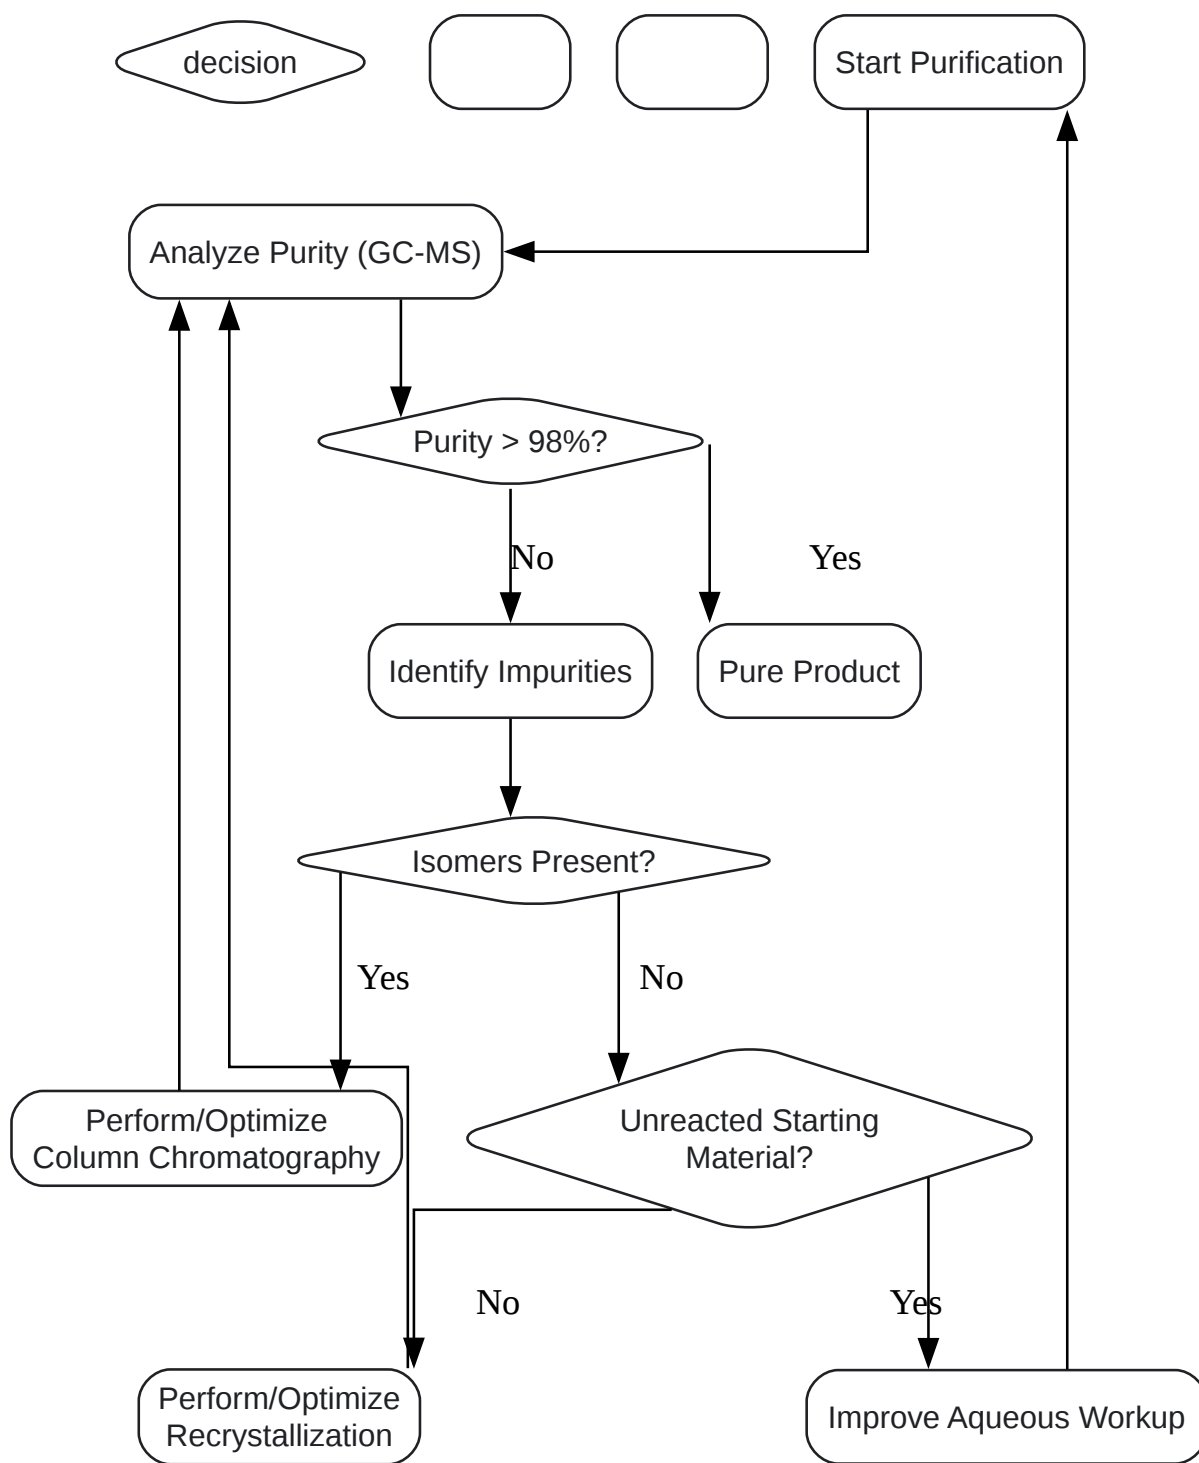 decision
Start Purification
Analyze Purity (GC-MS)
Purity > 98%?
No
Yes
Identify Impurities
Pure Product
Isomers Present?
Yes
No
Perform/Optimize
Column Chromatography
Unreacted Starting
Material?
No
Yes
Perform/Optimize
Recrystallization
Improve Aqueous Workup